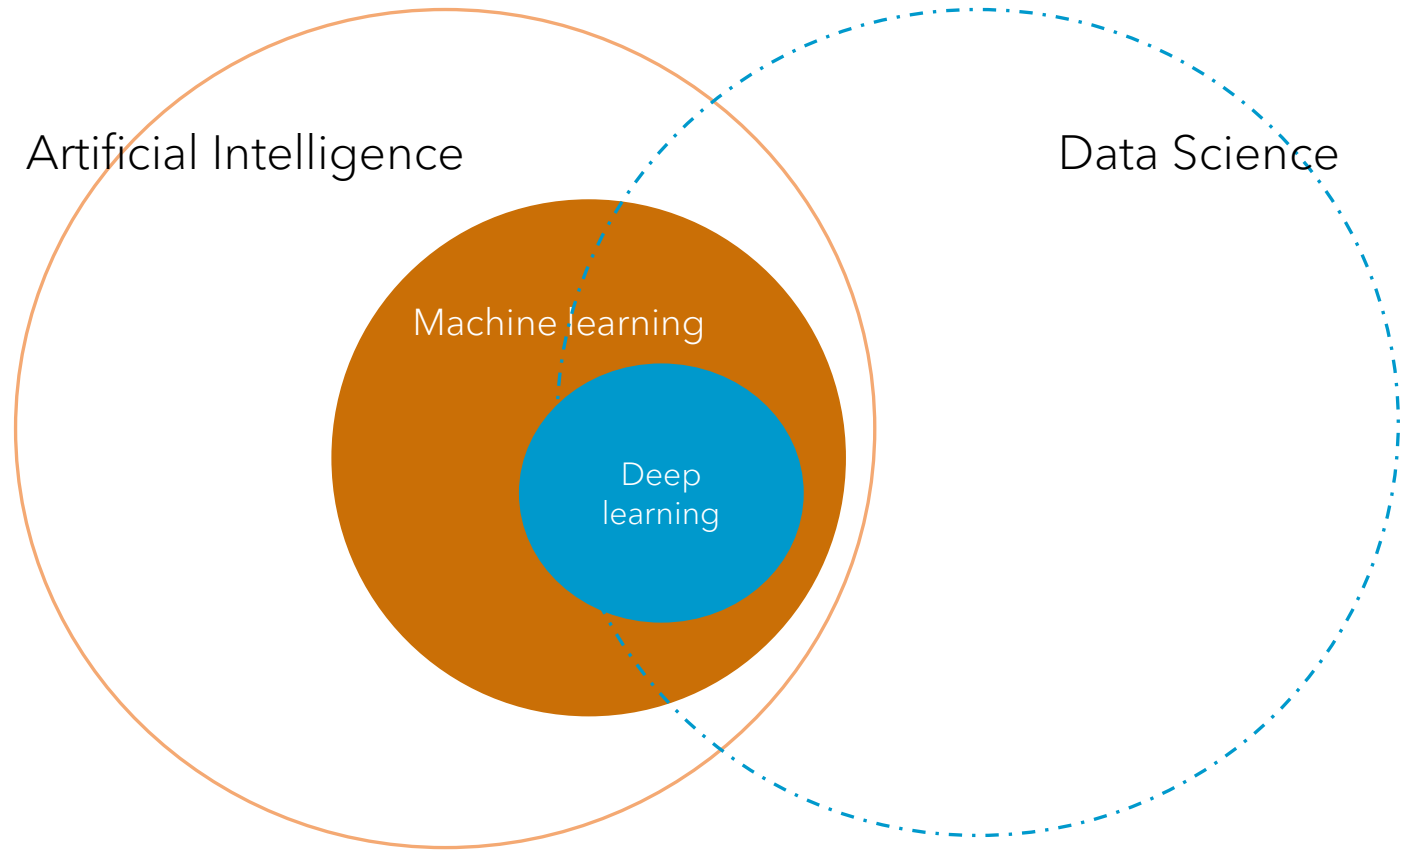 Artificial Intelligence
Data Science
Machine learning
Deep
learning